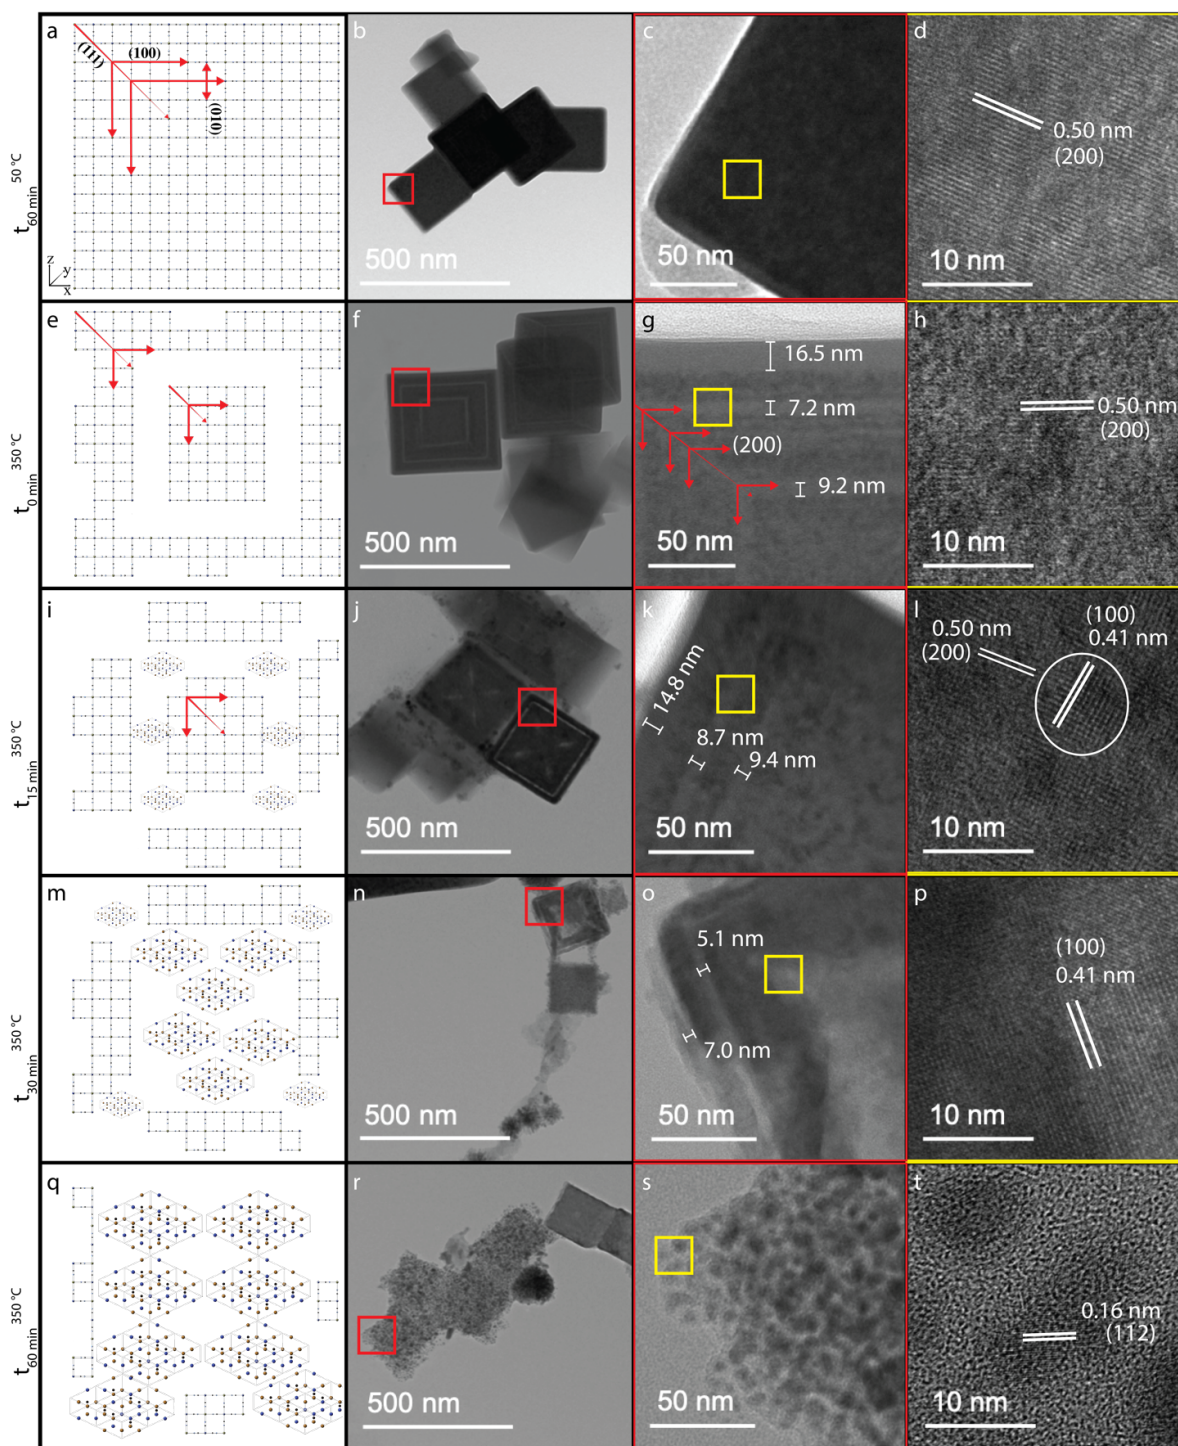 a
(1H)
(100)
(010)
z
y
x
t60 min 50 °C
b
500 nm
c
50 nm
d
0.50 nm
(200)
10 nm
e
t0 min 350 °C
f
500 nm
g
16.5 nm
7.2 nm
(200)
9.2 nm
50 nm
h
0.50 nm
(200)
10 nm
i
t15 min 350 °C
j
500 nm
k
14.8 nm
8.7 nm
9.4 nm
50 nm
l
0.50 nm
(200)
(100)
0.41 nm
10 nm
m
t30 min 350 °C
n
500 nm
o
5.1 nm
7.0 nm
50 nm
p
(100)
0.41 nm
10 nm
q
t60 min 350 °C
r
500 nm
s
50 nm
t
0.16 nm
(112)
10 nm